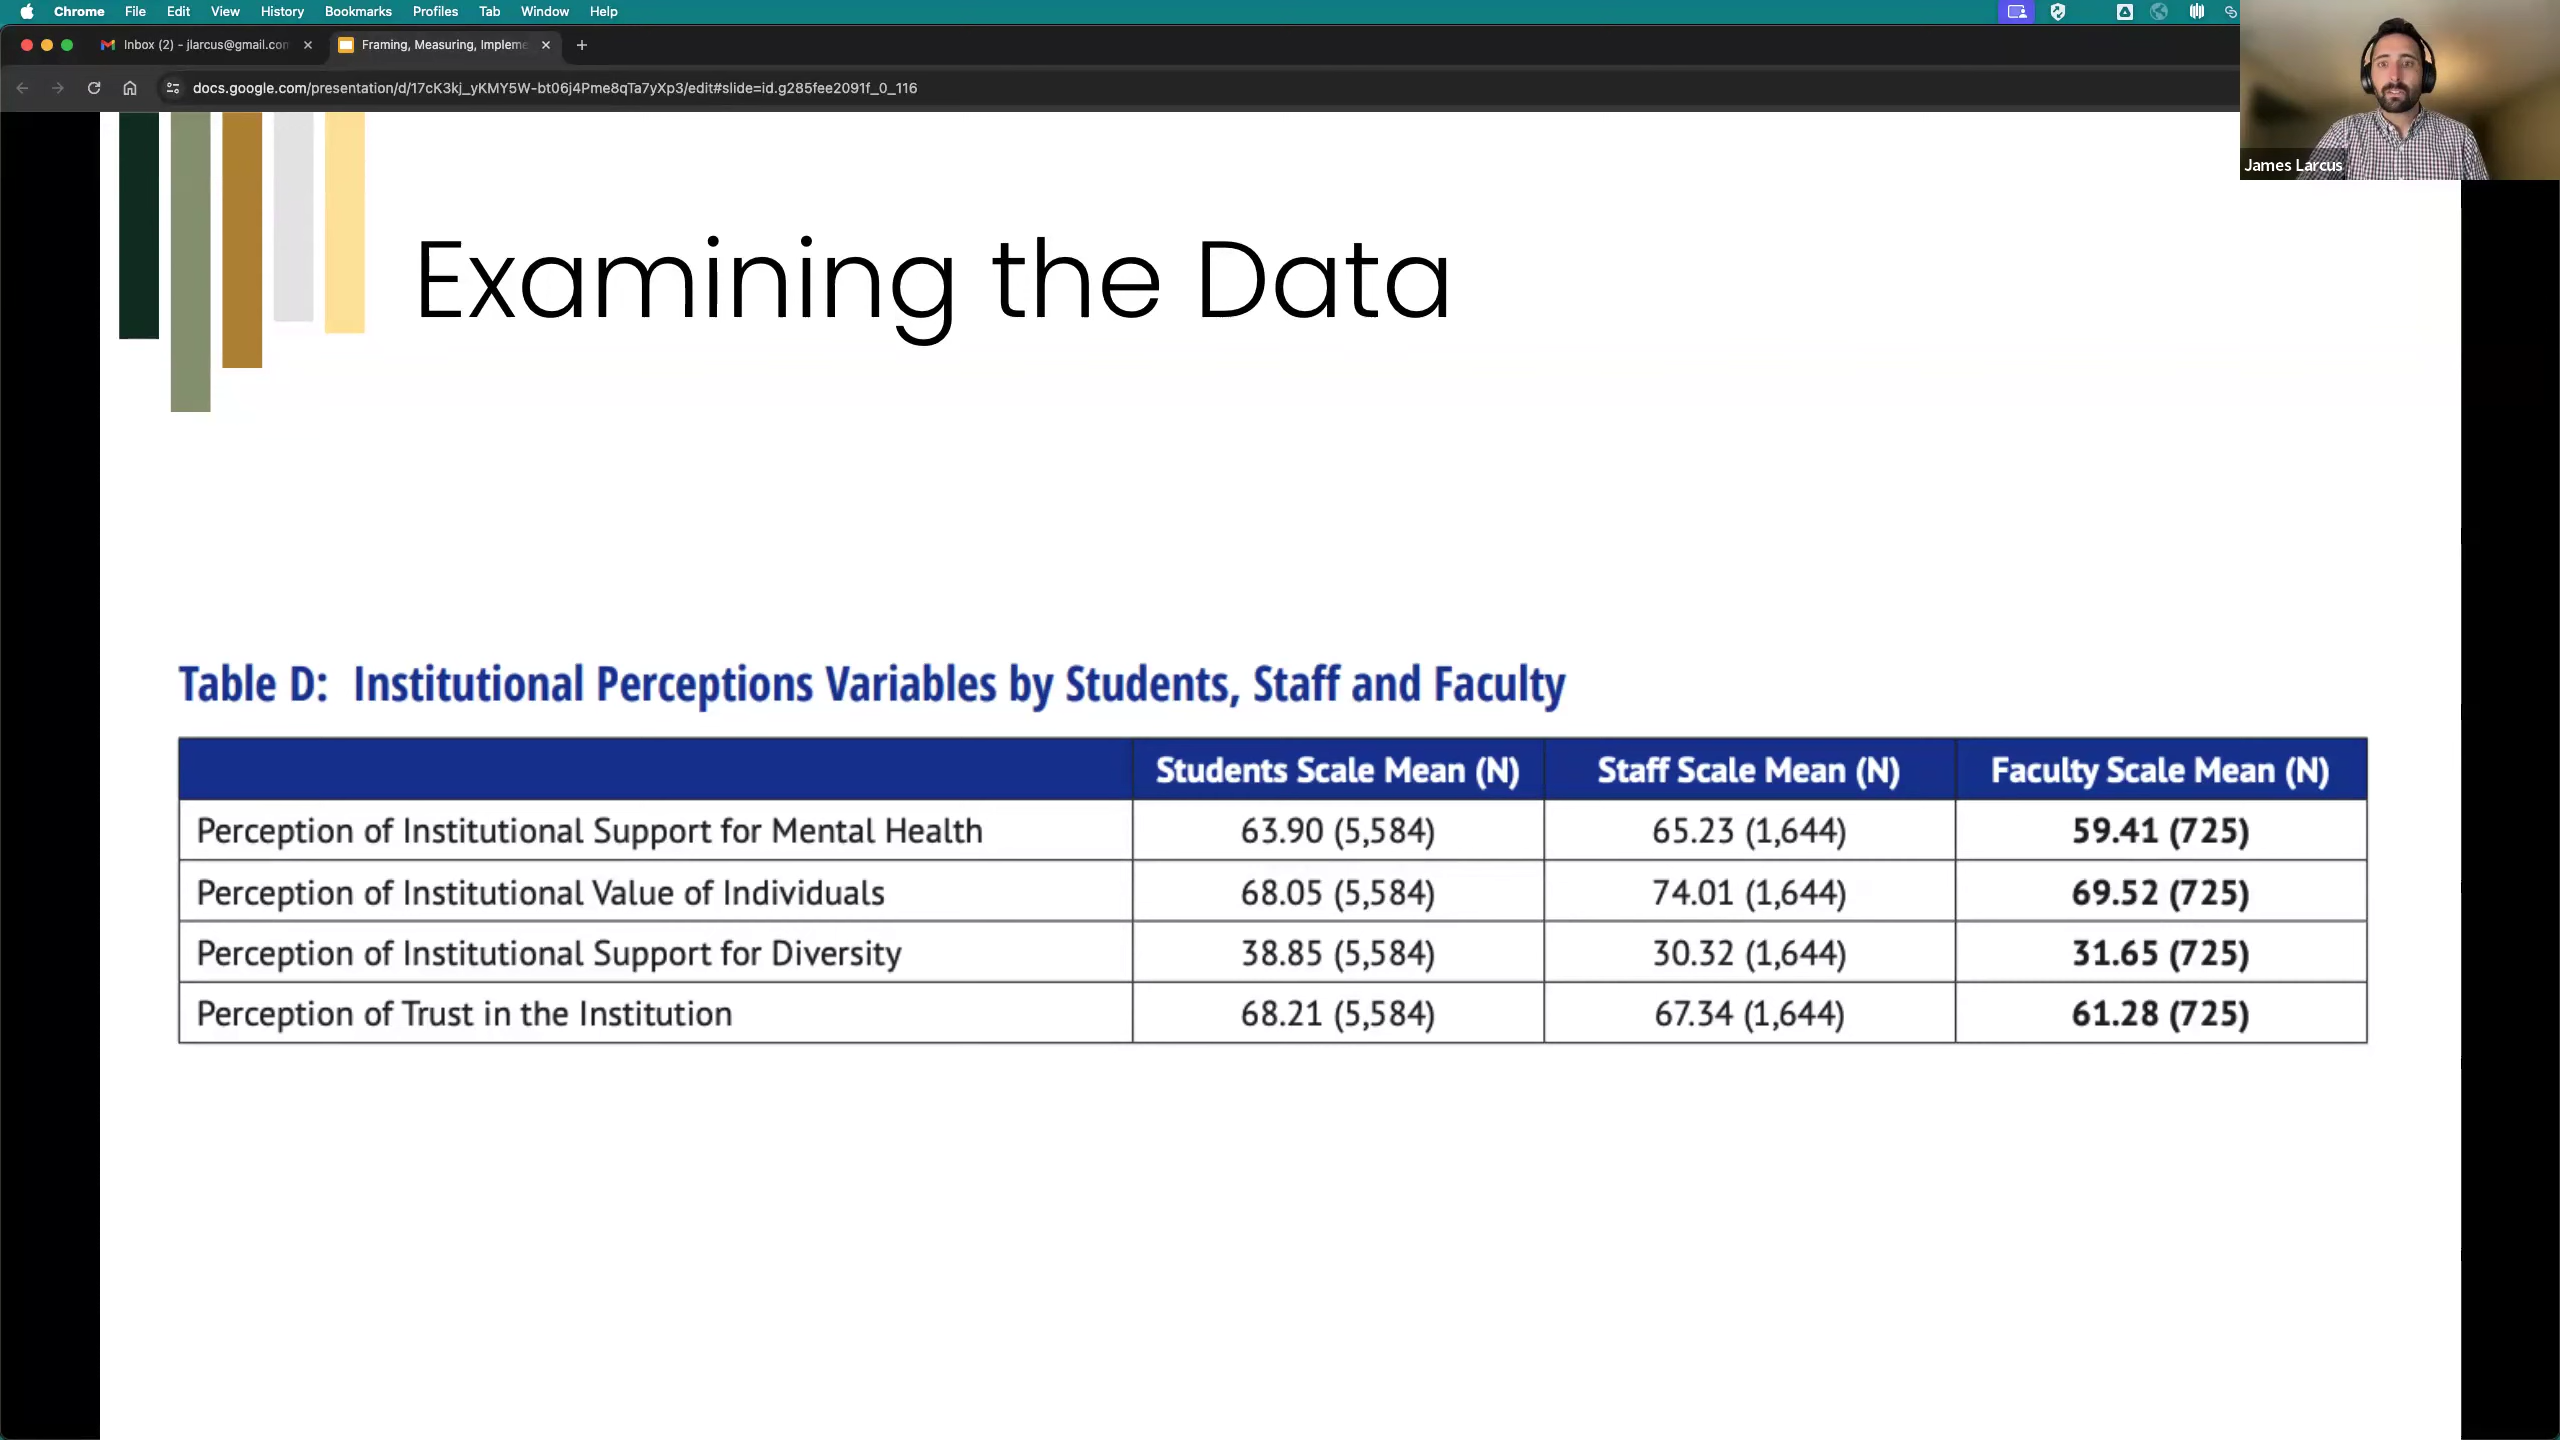 Chrome File Edit View History Bookmarks Profiles Tab Window Help
Inbox (2) - jlarcus@gmail.com
Framing, Measuring, Impleme
docs.google.com/presentation/d/17cK3kj_yKMY5W-bt06j4Pme8qTa7yXp3/edit#slide=id.g285fee2091f_0_116
James Larcus
Examining the Data
Table D: Institutional Perceptions Variables by Students, Staff and Faculty
Students Scale Mean (N) Staff Scale Mean (N) Faculty Scale Mean (N)
Perception of Institutional Support for Mental Health 63.90 (5,584) 65.23 (1,644) 59.41 (725)
Perception of Institutional Value of Individuals 68.05 (5,584) 74.01 (1,644) 69.52 (725)
Perception of Institutional Support for Diversity 38.85 (5,584) 30.32 (1,644) 31.65 (725)
Perception of Trust in the Institution 68.21 (5,584) 67.34 (1,644) 61.28 (725)